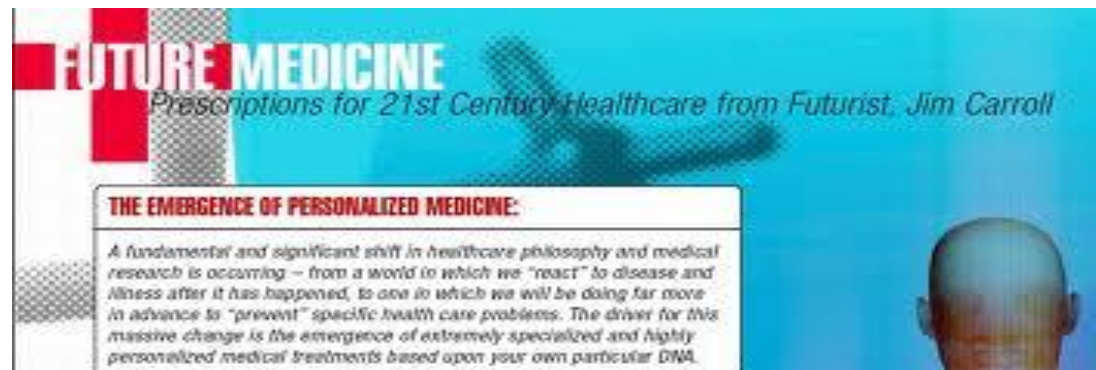 FUTURE MEDICINE
Prescriptions for 21st Century Healthcare from Futurist, Jim Carroll
THE EMERGENCE OF PERSONALIZED MEDICINE:
A fundamental and significant shift in healthcare philosophy and medical
research is occurring – from a world in which we "react" to disease and
illness after it has happened, to one in which we will be doing far more
in advance to "prevent" specific health care problems. The driver for this
massive change is the emergence of extremely specialized and highly
personalized medical treatments based upon your own particular DNA.